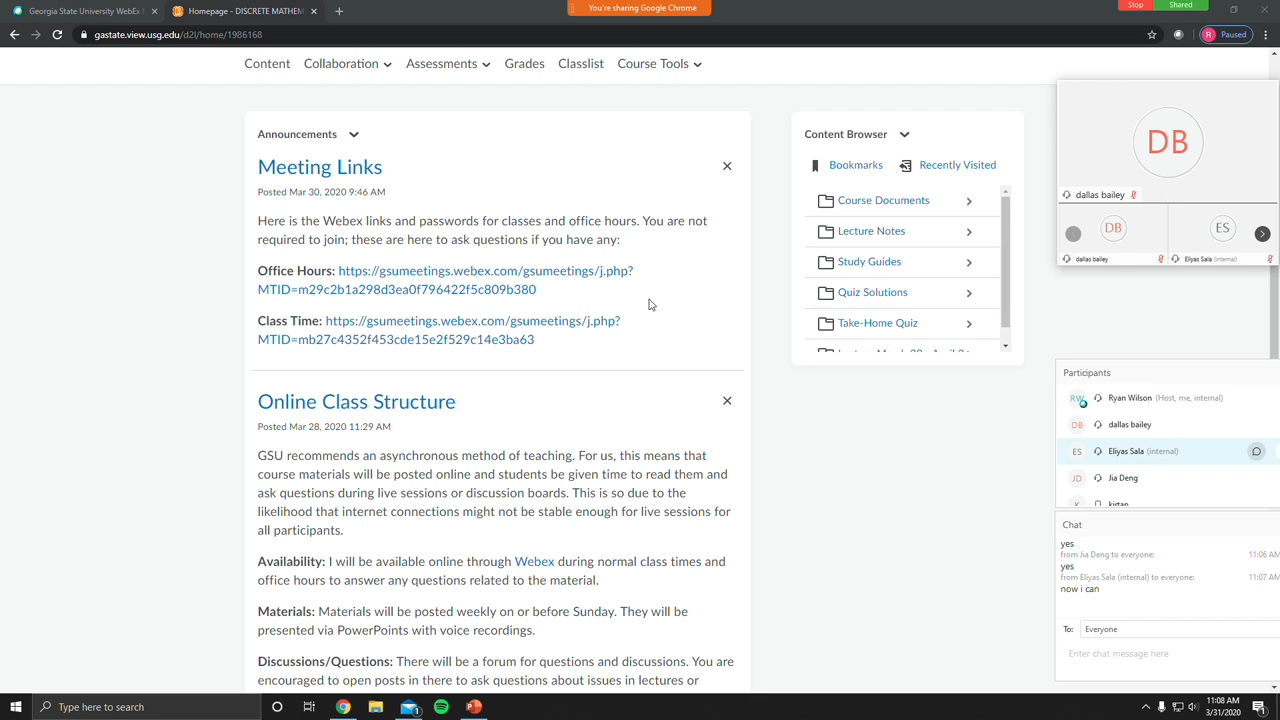 Georgia State University WebEx
Homepage - DISCRETE MATHEM
You're sharing Google Chrome
Stop
Shared
gastate.view.usg.edu/d2l/home/1986168
R
Paused
Content
Collaboration
Assessments
Grades
Classlist
Course Tools
Announcements
Meeting Links
Posted Mar 30, 2020 9:46 AM
Here is the Webex links and passwords for classes and office hours. You are not
required to join; these are here to ask questions if you have any:
Office Hours: https://gsumeetings.webex.com/gsumeetings/j.php?
MTID=m29c2b1a298d3ea0f796422f5c809b380
Class Time: https://gsumeetings.webex.com/gsumeetings/j.php?
MTID=mb27c4352f453cde15e2f529c14e3ba63
Online Class Structure
Posted Mar 28, 2020 11:29 AM
GSU recommends an asynchronous method of teaching. For us, this means that
course materials will be posted online and students be given time to read them and
ask questions during live sessions or discussion boards. This is so due to the
likelihood that internet connections might not be stable enough for live sessions for
all participants.
Availability: I will be available online through Webex during normal class times and
office hours to answer any questions related to the material.
Materials: Materials will be posted weekly on or before Sunday. They will be
presented via PowerPoints with voice recordings.
Discussions/Questions: There will be a forum for questions and discussions. You are
encouraged to open posts in there to ask questions about issues in lectures or
Content Browser
Bookmarks
Recently Visited
Course Documents
Lecture Notes
Study Guides
Quiz Solutions
Take-Home Quiz
DB
dallas bailey
DB
ES
dallas bailey
Eliyas Sala (internal)
Participants
RW
Ryan Wilson (Host, me, internal)
DB
dallas bailey
ES
Eliyas Sala (internal)
JD
Jia Deng
K
kirtan
Chat
yes
from Jia Deng to everyone:
11:06 AM
yes
from Eliyas Sala (internal) to everyone:
11:07 AM
now i can
To:
Everyone
Enter chat message here
Type here to search
1
11:08 AM
3/31/2020
1